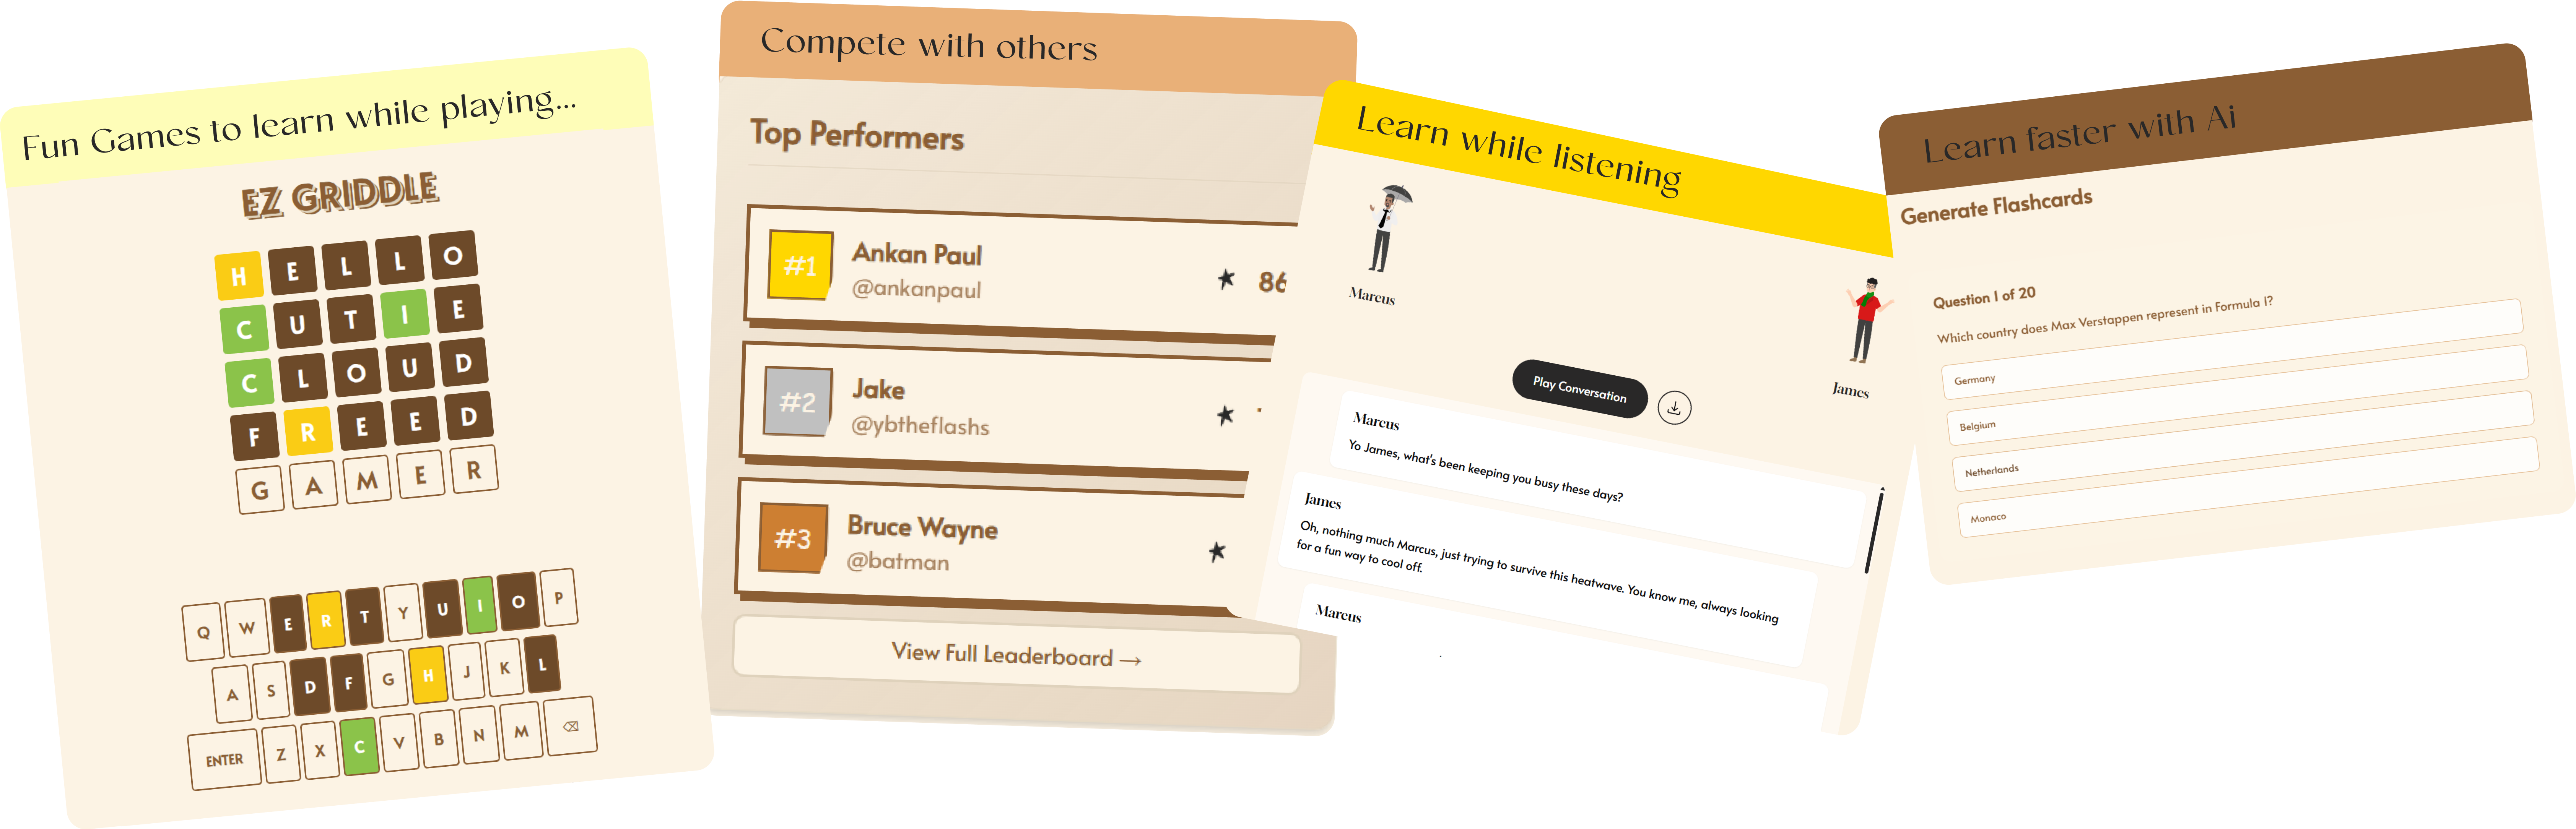 Fun Games to learn while playing...
EZ GRIDDLE
H E L L O
C U T I E
C L O U D
F R E E D
G A M E R
Q W E R T Y U I O P
A S D F G H J K L
ENTER Z X C V B N M ⌫
Compete with others
Top Performers
#1 Ankan Paul ★ 86
@ankanpaul
#2 Jake ★
@ybtheflashs
#3 Bruce Wayne ★
@batman
View Full Leaderboard →
Learn while listening
Marcus
James
Play Conversation
Marcus
Yo James, what's been keeping you busy these days?
James
Oh, nothing much Marcus, just trying to survive this heatwave. You know me, always looking
for a fun way to cool off.
Marcus
Learn faster with Ai
Generate Flashcards
Question 1 of 20
Which country does Max Verstappen represent in Formula 1?
Germany
Belgium
Netherlands
Monaco